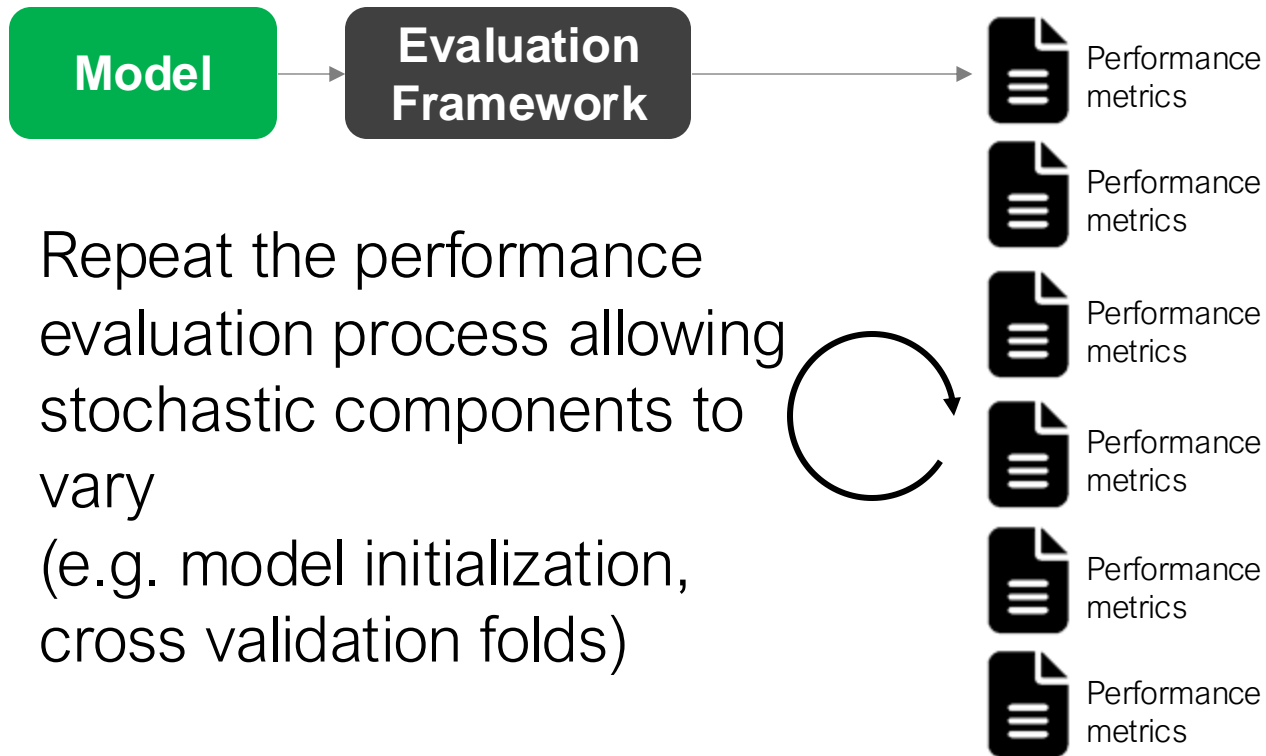 Model
Evaluation
Framework
Performance
metrics
Performance
metrics
Repeat the performance
evaluation process allowing
stochastic components to
vary
(e.g. model initialization,
cross validation folds)
Performance
metrics
Performance
metrics
Performance
metrics
Performance
metrics